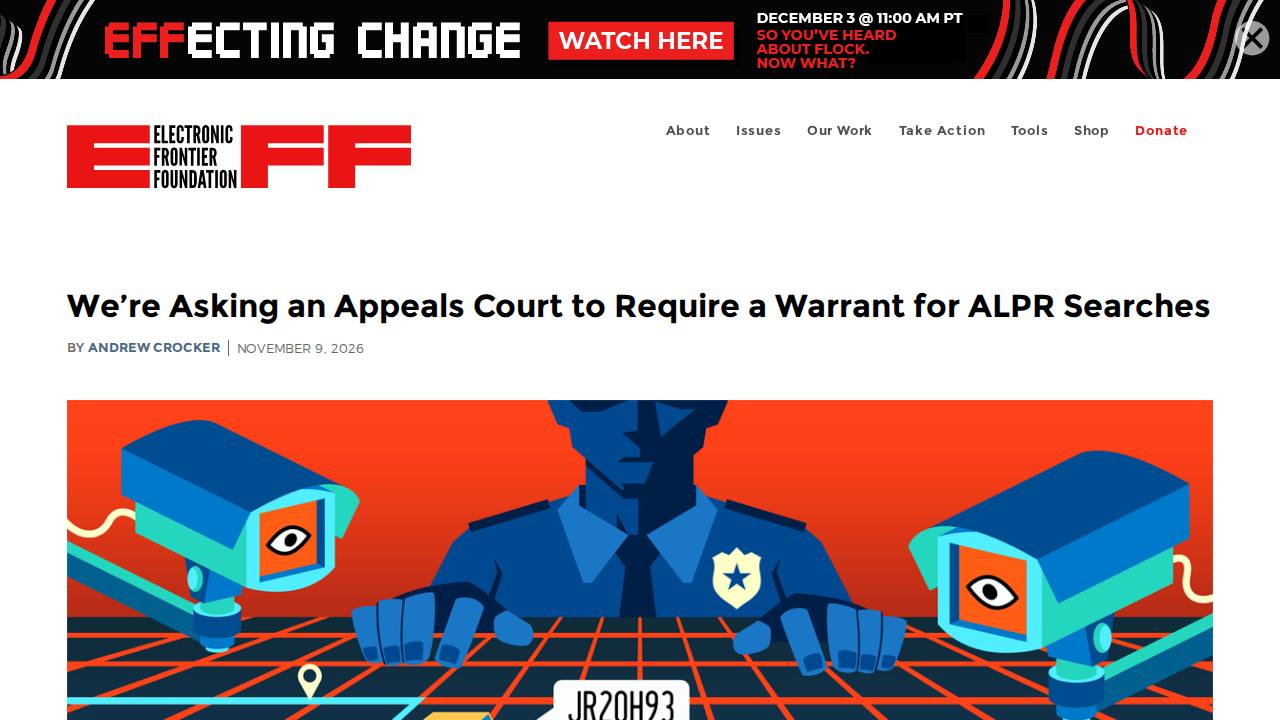 EFFECTING CHANGE
WATCH HERE
DECEMBER 3 @ 11:00 AM PT
SO YOU'VE HEARD
ABOUT FLOCK.
NOW WHAT?
ELECTRONIC
FRONTIER
FOUNDATION
EFF
About Issues Our Work Take Action Tools Shop Donate
We’re Asking an Appeals Court to Require a Warrant for ALPR Searches
BY ANDREW CROCKER | NOVEMBER 9, 2026
JR20H93